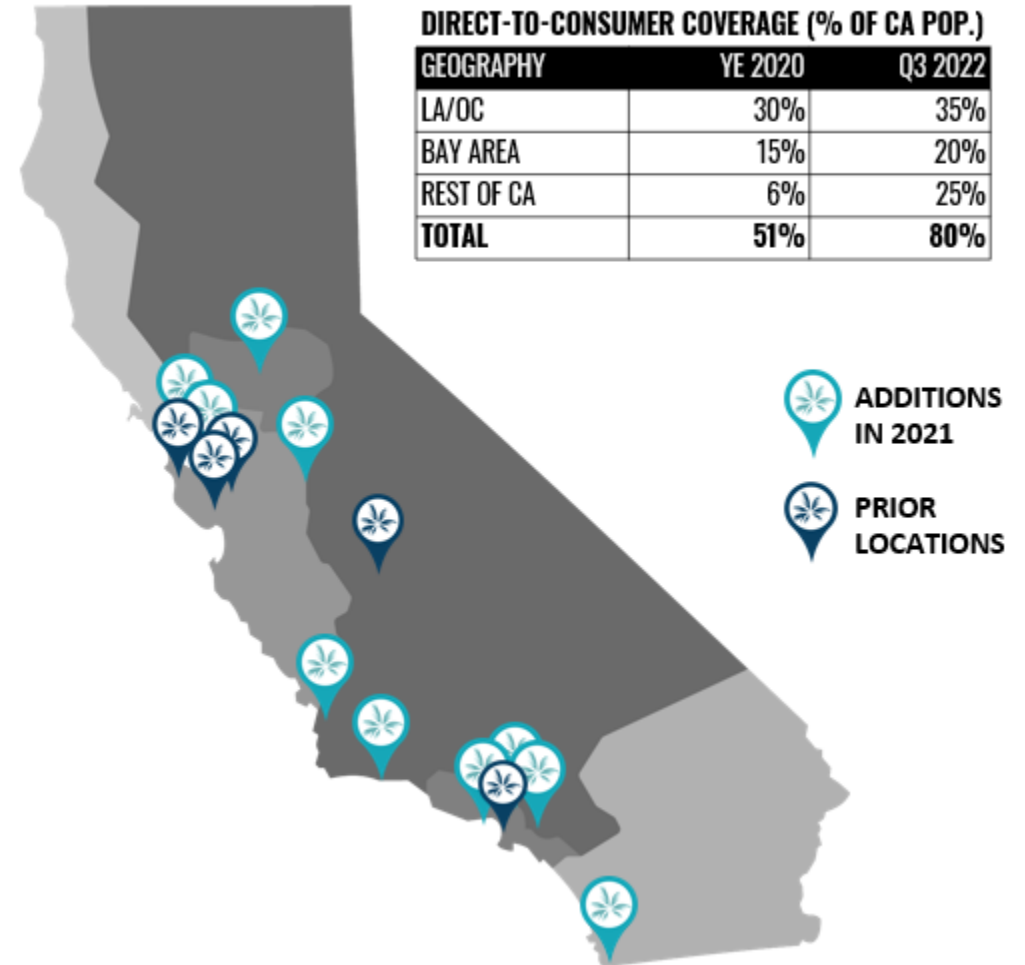 DIRECT-TO-CONSUMER COVERAGE (% OF CA POP.)
GEOGRAPHY YE 2020 Q3 2022
LA/OC 30% 35%
BAY AREA 15% 20%
REST OF CA 6% 25%
TOTAL 51% 80%
ADDITIONS
IN 2021
PRIOR
LOCATIONS